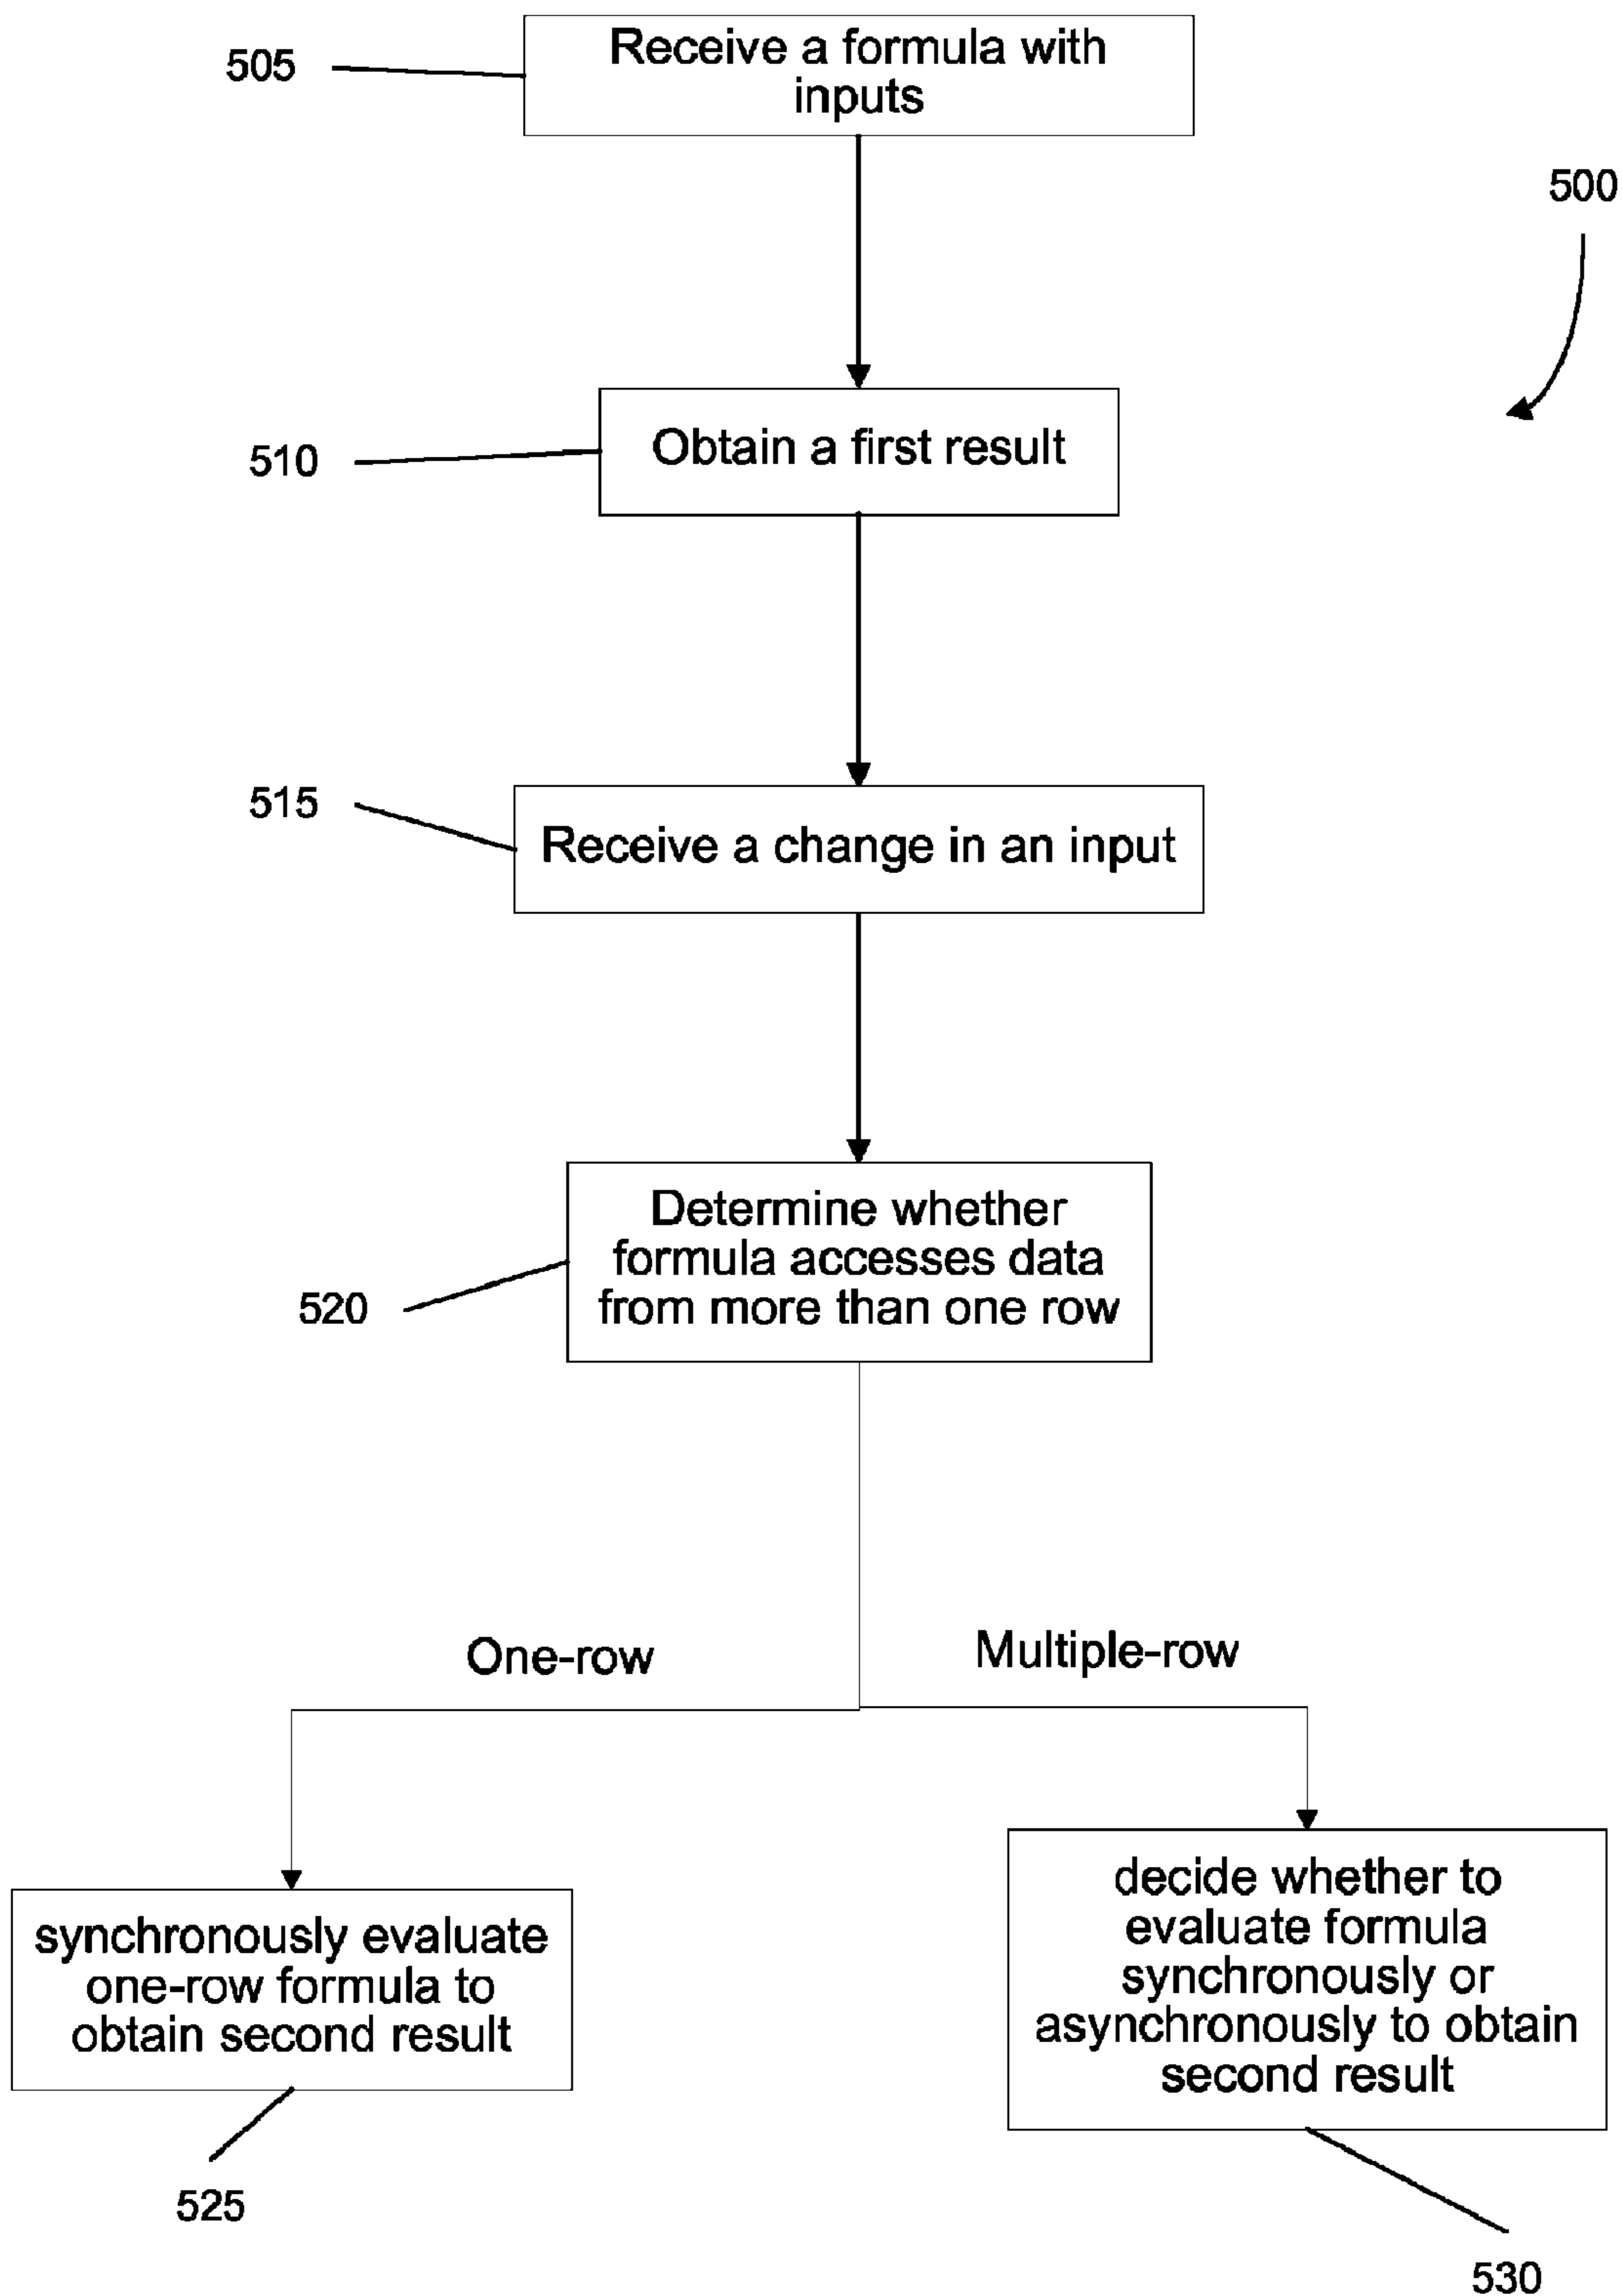 Receive a formula with
inputs
505
500
Obtain a first result
510
515
Receive a change in an input
Determine whether
formula accesses data
from more than one row
520
One-row
Multiple-row
synchronously evaluate
one-row formula to
obtain second result
decide whether to
evaluate formula
synchronously or
asynchronously to obtain
second result
525
530